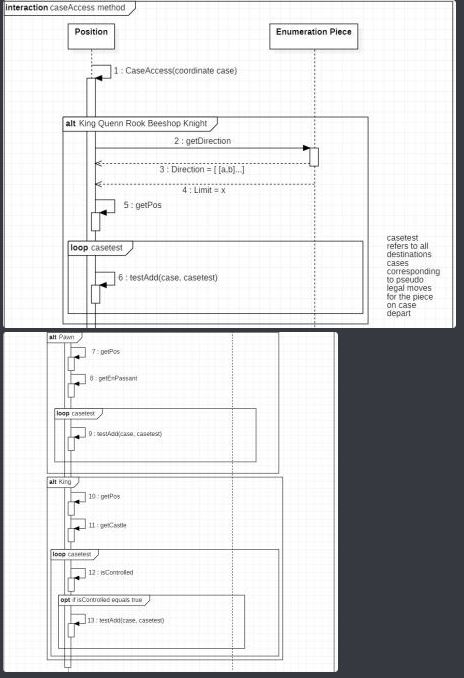 interaction caseAccess method
Position
Enumeration Piece
1 : CaseAccess(coordinate case)
alt King Quenn Rook Beeshop Knight
2 : getDirection
3 : Direction = [ [a,b]...]
4 : Limit = x
5 : getPos
loop casetest
6 : testAdd(case, casetest)
casetest
refers to all
destinations
cases
corresponding
to pseudo
legal moves
for the piece
on case
depart
alt Pawn
7 : getPos
8 : getEnPassant
loop casetest
9 : testAdd(case, casetest)
alt King
10 : getPos
11 : getCastle
loop casetest
12 : isControlled
opt if isControlled equals true
13 : testAdd(case, casetest)